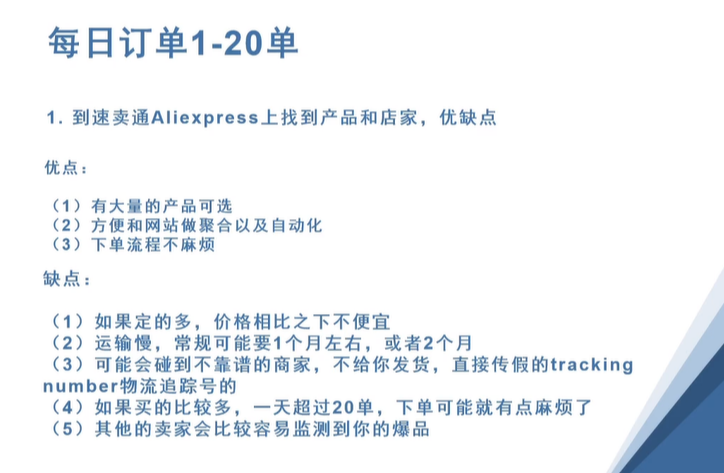 每日订单1-20单
1. 到速卖通Aliexpress上找到产品和店家，优缺点
优点：
（1）有大量的产品可选
（2）方便和网站做聚合以及自动化
（3）下单流程不麻烦
缺点：
（1）如果定的多，价格相比之下不便宜
（2）运输慢，常规可能要1个月左右，或者2个月
（3）可能会碰到不靠谱的商家，不给你发货，直接传假的tracking
number物流追踪号的
（4）如果买的比较多，一天超过20单，下单可能就有点麻烦了
（5）其他的卖家会比较容易监测到你的爆品